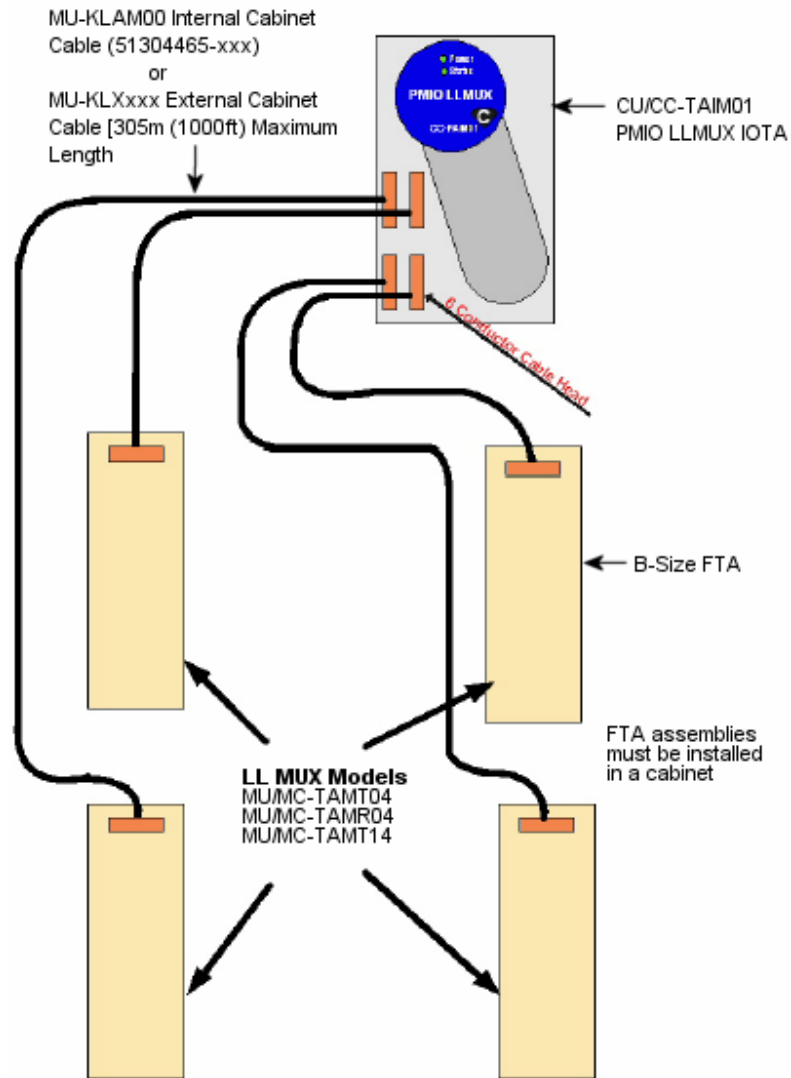 MU-KLAM00 Internal Cabinet
Cable (51304465-xxx)
or
MU-KLXxxx External Cabinet
Cable [305m (1000ft) Maximum
Length
Power
Status
PMIO LLMUX
C
CC-PAIM01
CU/CC-TAIM01
PMIO LLMUX IOTA
6 Conductor Cable Head
B-Size FTA
FTA assemblies
must be installed
in a cabinet
LL MUX Models
MU/MC-TAMT04
MU/MC-TAMR04
MU/MC-TAMT14